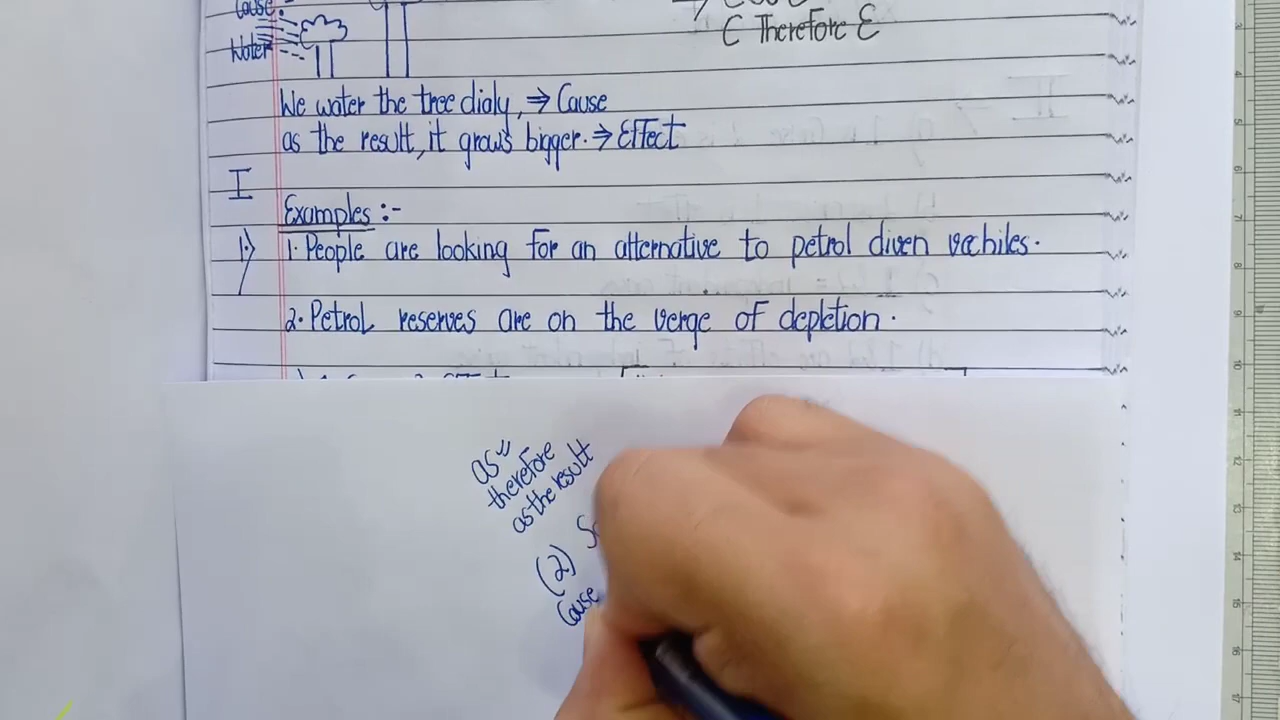 Cause:
Water
C Therefore E
We water the tree dialy, ⇒ Cause
as the result, it grows bigger. ⇒ Effect
I
Examples :-
1.) 1. People are looking for an alternative to petrol diven vechiles.
2. Petrol reserves are on the verge of depletion.
as
therefore
as the result
(2)
Cause